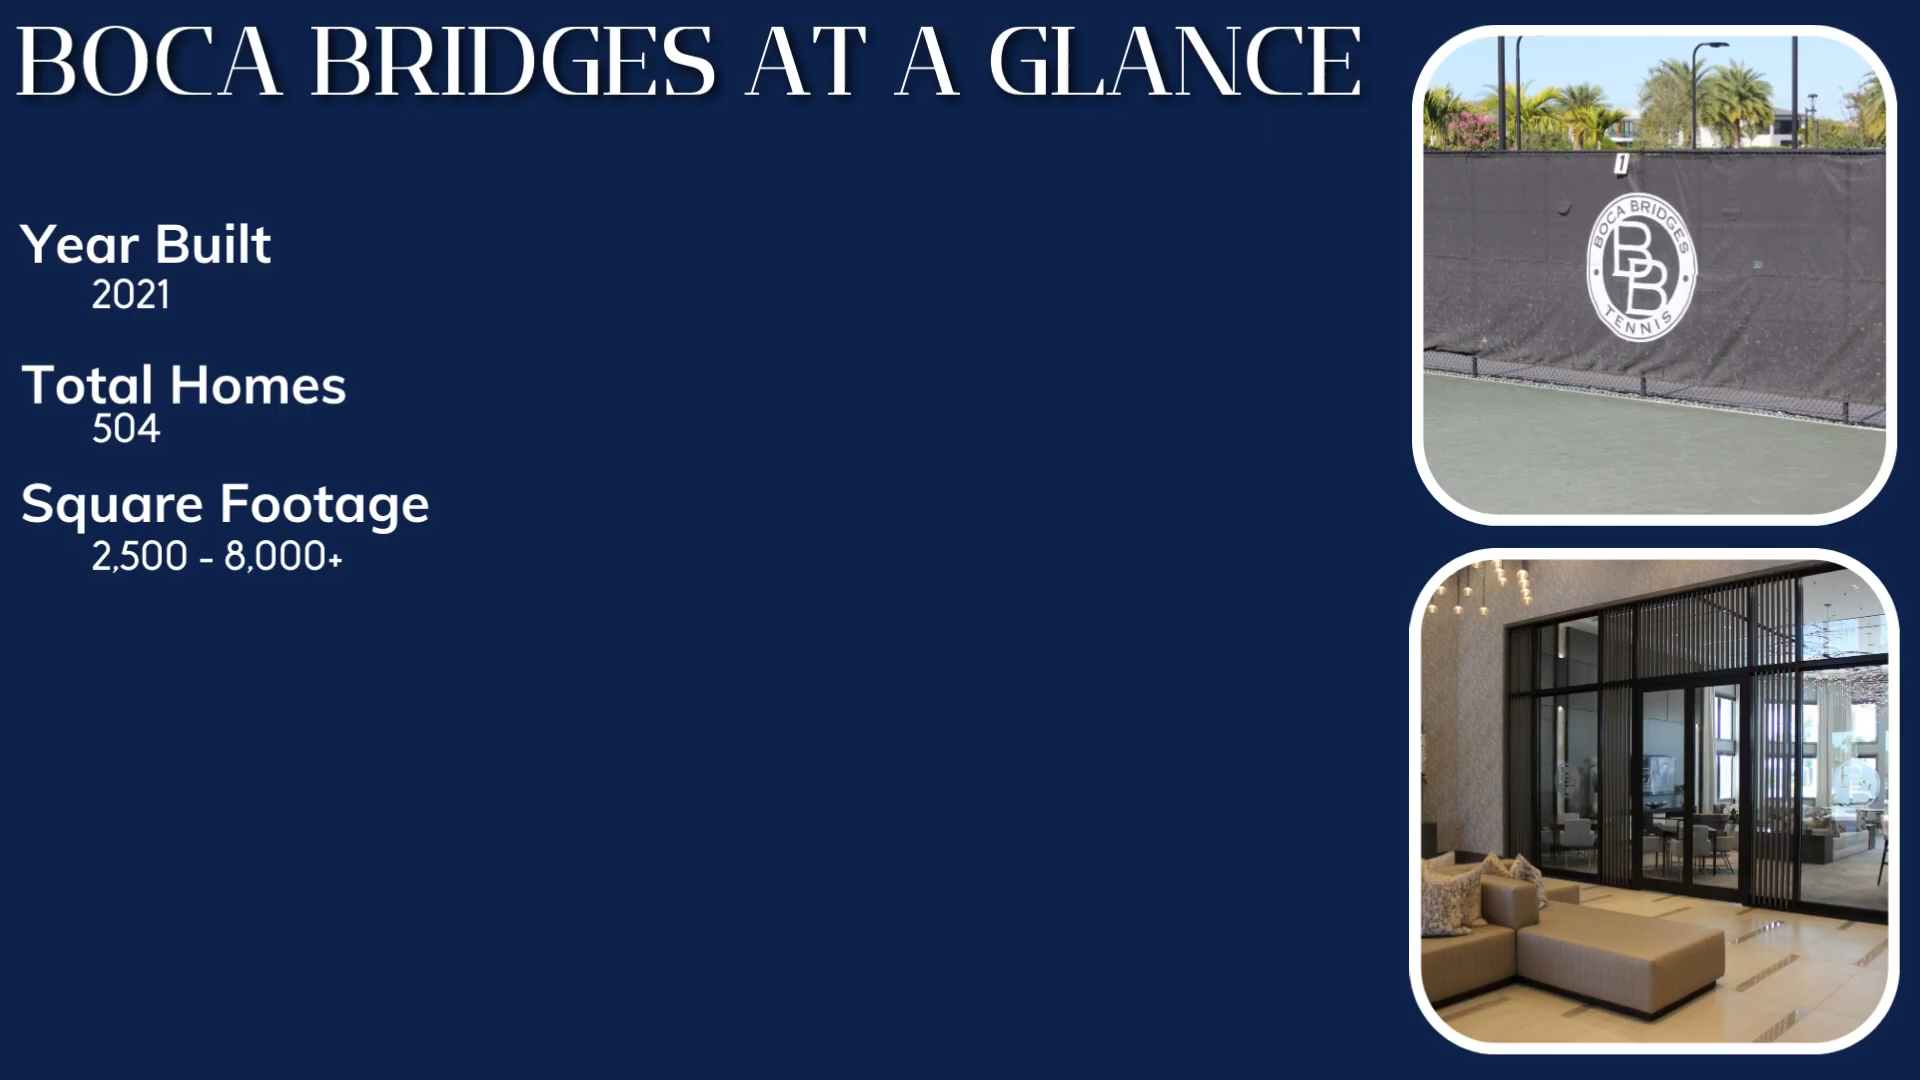 BOCA BRIDGES AT A GLANCE
Year Built
2021
Total Homes
504
Square Footage
2,500 - 8,000+
1
BOCA BRIDGES
BB
TENNIS